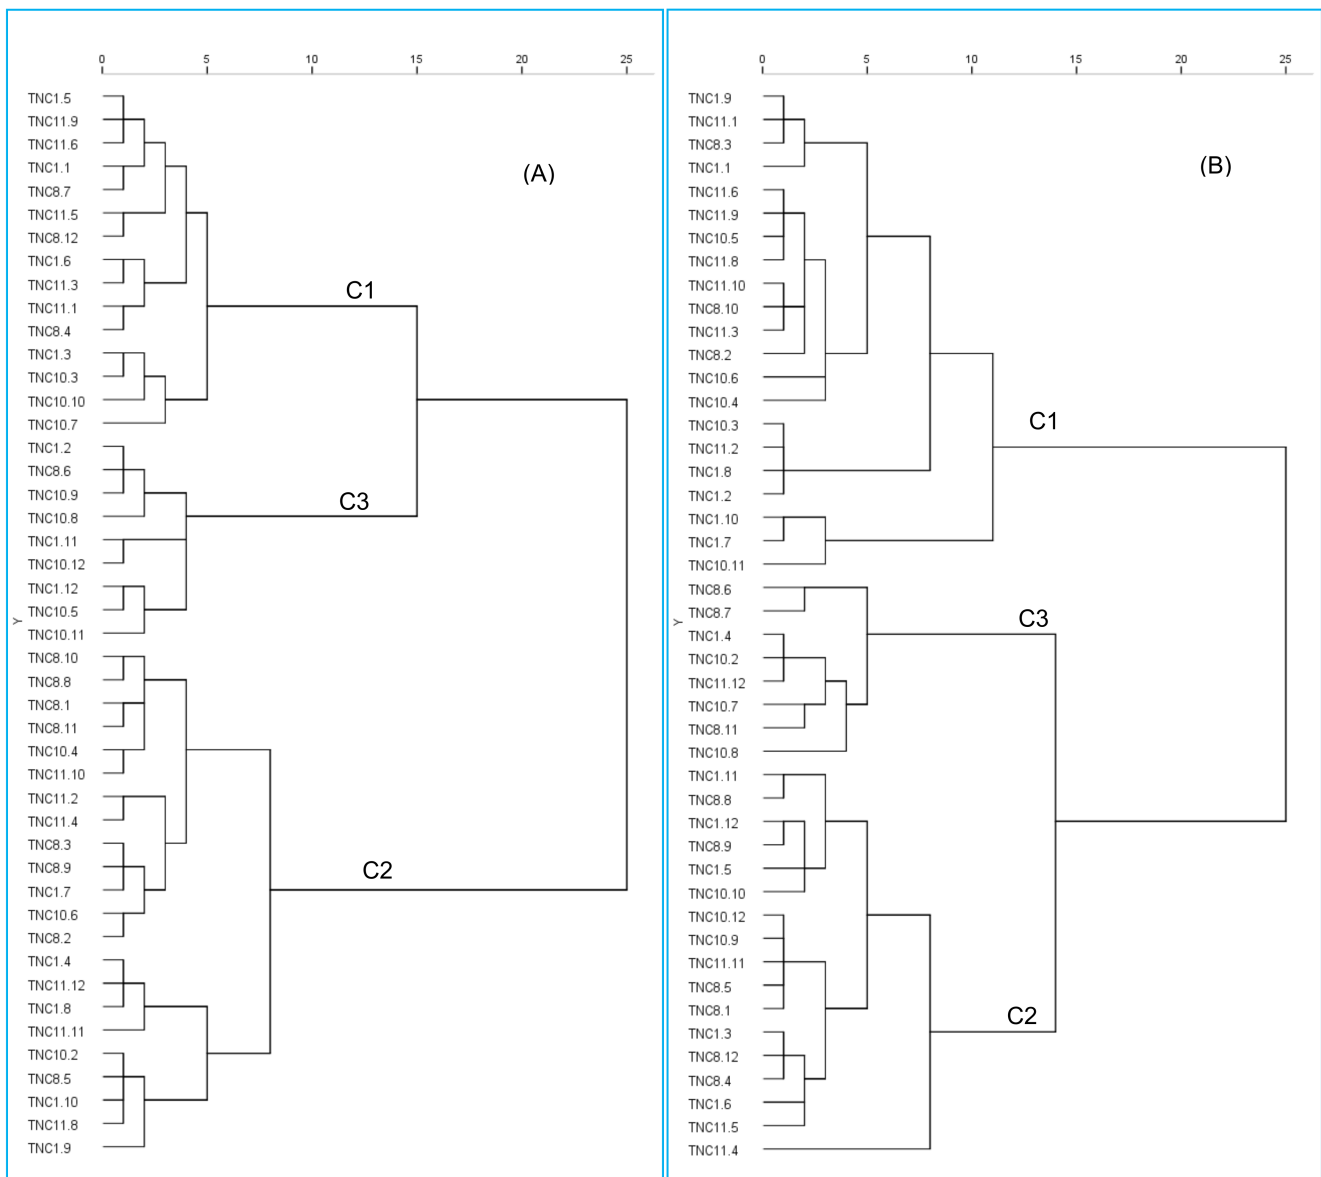 0 5 10 15 20 25
TNC1.5
TNC11.9
TNC11.6
TNC1.1
(A)
TNC8.7
TNC11.5
TNC8.12
TNC1.6
TNC11.3
C1
TNC11.1
TNC8.4
TNC1.3
TNC10.3
TNC10.10
TNC10.7
TNC1.2
TNC8.6
TNC10.9
C3
TNC10.8
TNC1.11
TNC10.12
TNC1.12
TNC10.5
Y
TNC10.11
TNC8.10
TNC8.8
TNC8.1
TNC8.11
TNC10.4
TNC11.10
TNC11.2
TNC11.4
TNC8.3
TNC8.9
C2
TNC1.7
TNC10.6
TNC8.2
TNC1.4
TNC11.12
TNC1.8
TNC11.11
TNC10.2
TNC8.5
TNC1.10
TNC11.8
TNC1.9
0 5 10 15 20 25
TNC1.9
TNC11.1
TNC8.3
TNC1.1
(B)
TNC11.6
TNC11.9
TNC10.5
TNC11.8
TNC11.10
TNC8.10
TNC11.3
TNC8.2
TNC10.6
TNC10.4
C1
TNC10.3
TNC11.2
TNC1.8
TNC1.2
TNC1.10
TNC1.7
TNC10.11
TNC8.6
TNC8.7
C3
Y
TNC1.4
TNC10.2
TNC11.12
TNC10.7
TNC8.11
TNC10.8
TNC1.11
TNC8.8
TNC1.12
TNC8.9
TNC1.5
TNC10.10
TNC10.12
TNC10.9
TNC11.11
TNC8.5
TNC8.1
C2
TNC1.3
TNC8.12
TNC8.4
TNC1.6
TNC11.5
TNC11.4